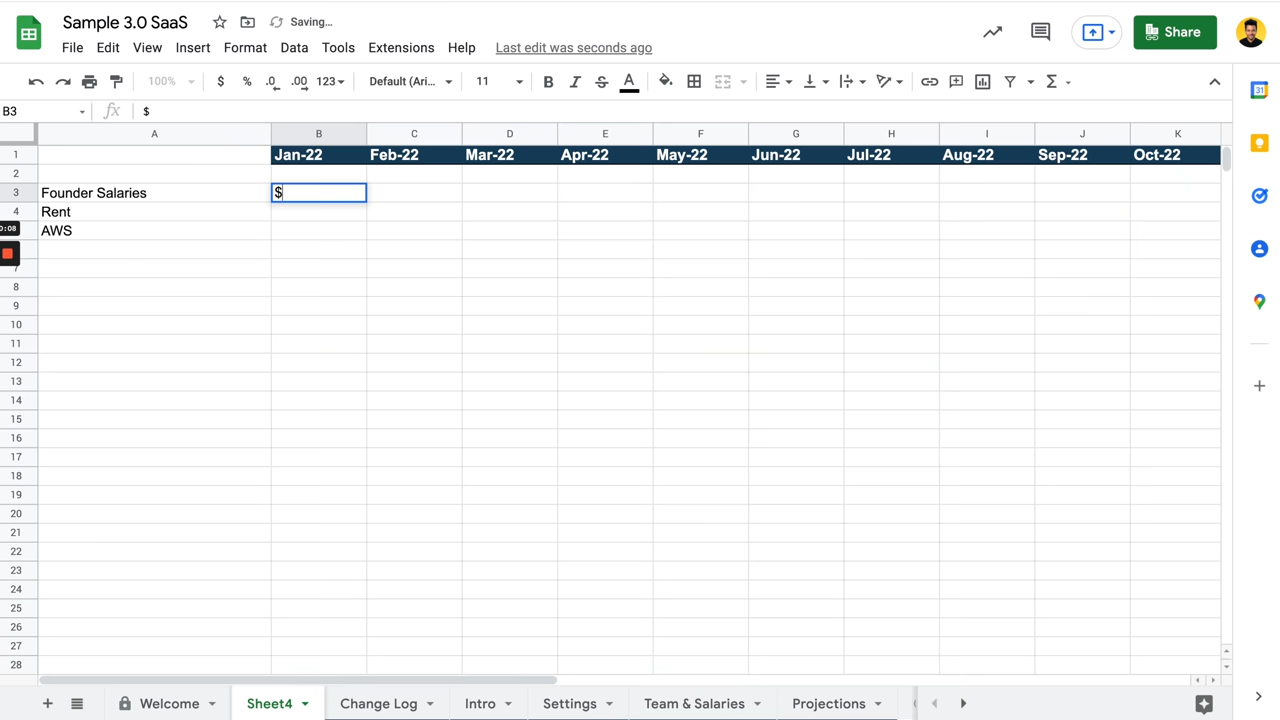 Sample 3.0 SaaS Saving…
File Edit View Insert Format Data Tools Extensions Help Last edit was seconds ago
Share
100% $ % .0 .00 123 Default (Ari... 11 B I S A
B3 fx $
A B C D E F G H I J K
1 Jan-22 Feb-22 Mar-22 Apr-22 May-22 Jun-22 Jul-22 Aug-22 Sep-22 Oct-22
2
3 Founder Salaries $
4 Rent
0:08 AWS
7
8
9
10
11
12
13
14
15
16
17
18
19
20
21
22
23
24
25
26
27
28
Welcome Sheet4 Change Log Intro Settings Team & Salaries Projections
31